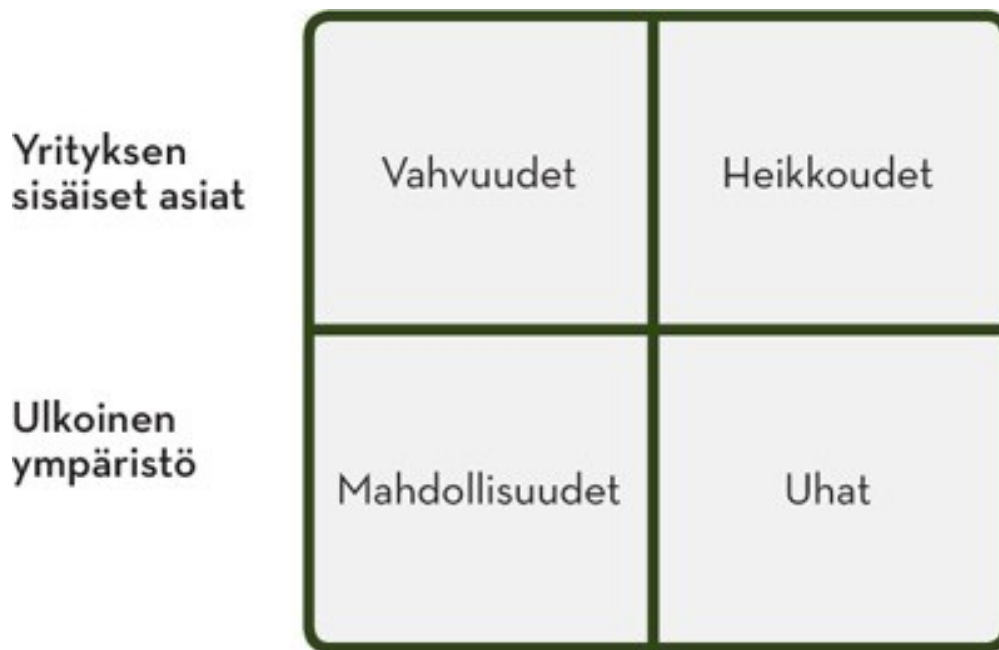 Yrityksen
sisäiset asiat
Vahvuudet
Heikkoudet
Ulkoinen
ympäristö
Mahdollisuudet
Uhat